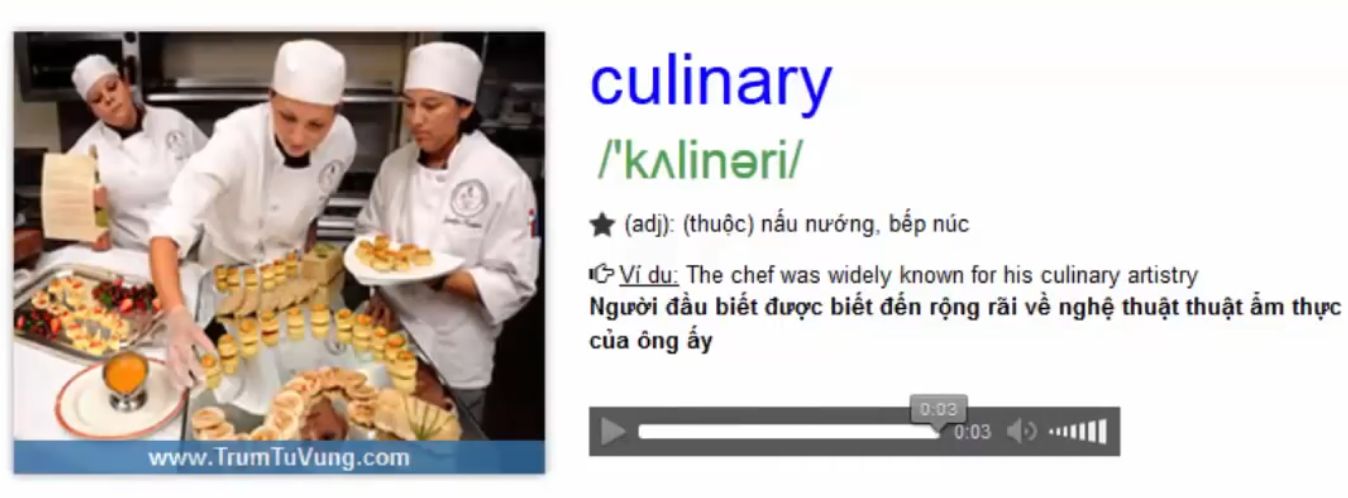 culinary
/'kʌlinəri/
★ (adj): (thuộc) nấu nướng, bếp núc
Ví du: The chef was widely known for his culinary artistry
Người đầu biết được biết đến rộng rãi về nghệ thuật thuật ẩm thực
của ông ấy
0:03
0:03
www.TrumTuVung.com